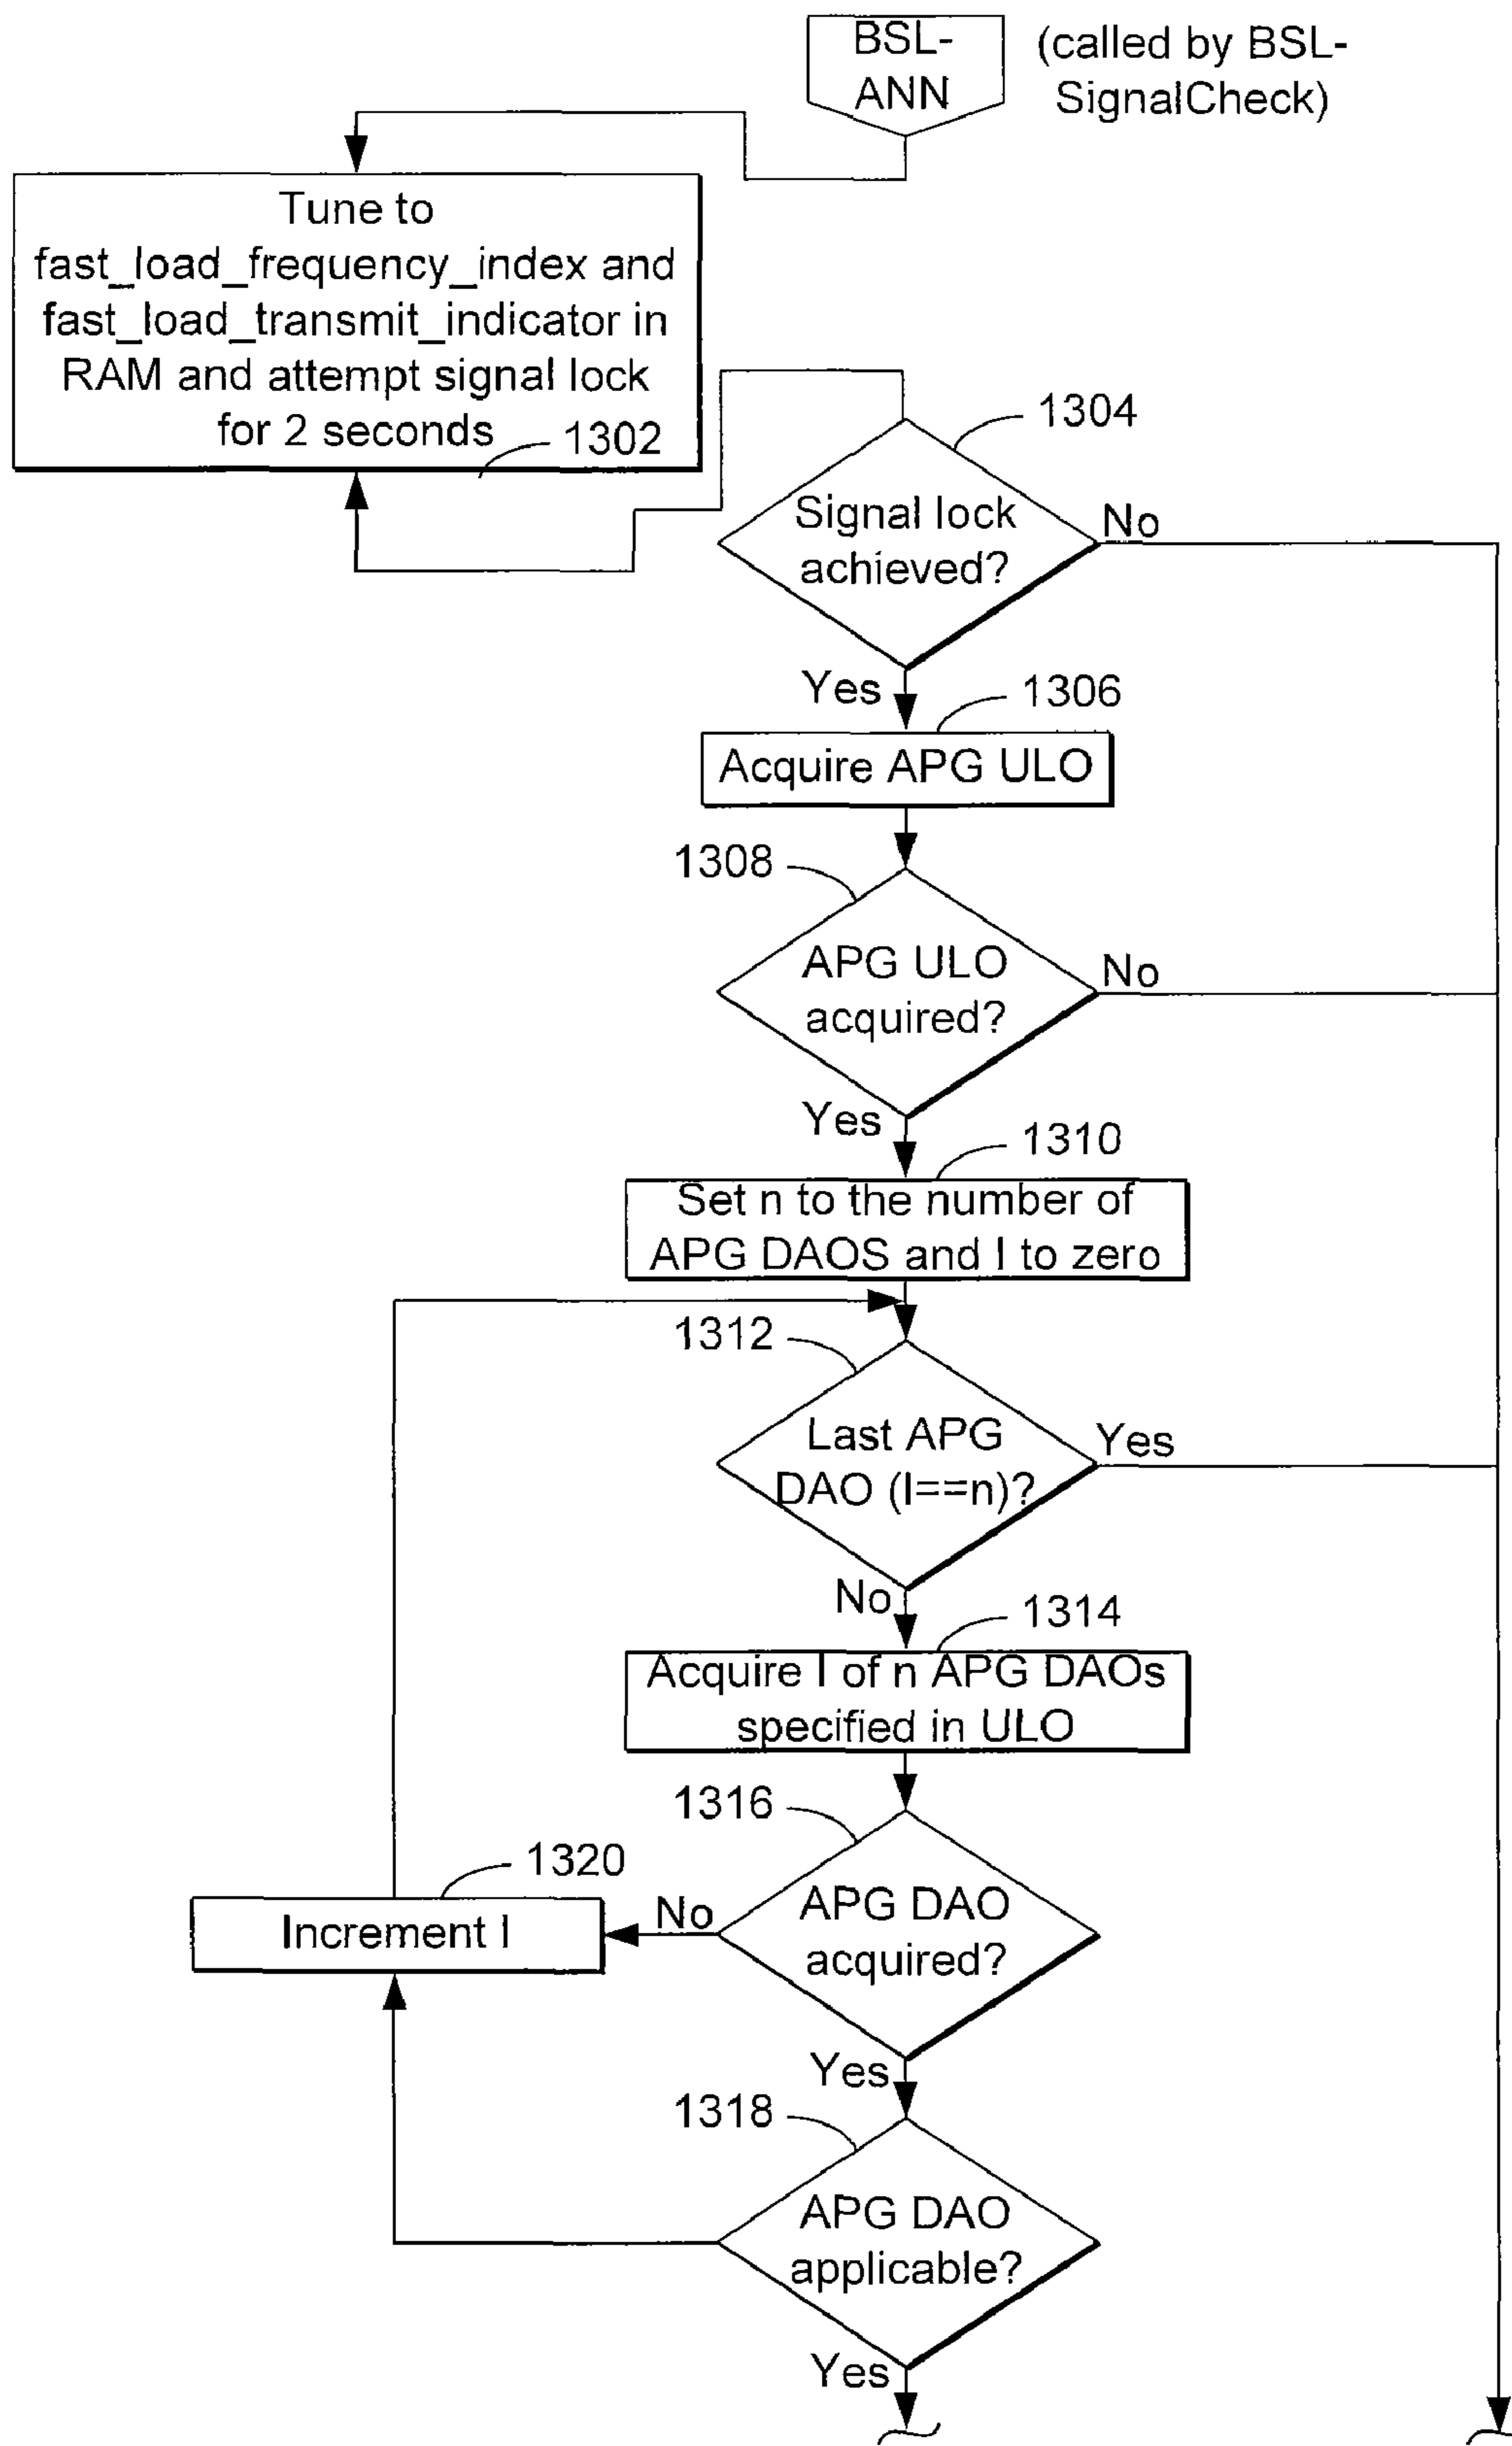 BSL-
ANN
(called by BSL-
SignalCheck)
Tune to
fast_load_frequency_index and
fast_load_transmit_indicator in
RAM and attempt signal lock
for 2 seconds
1302
1304
Signal lock
achieved?
No
Yes
1306
Acquire APG ULO
1308
APG ULO
acquired?
No
Yes
1310
Set n to the number of
APG DAOS and I to zero
1312
Last APG
DAO (I==n)?
Yes
No
1314
Acquire I of n APG DAOs
specified in ULO
1316
1320
Increment I
No
APG DAO
acquired?
Yes
1318
APG DAO
applicable?
Yes